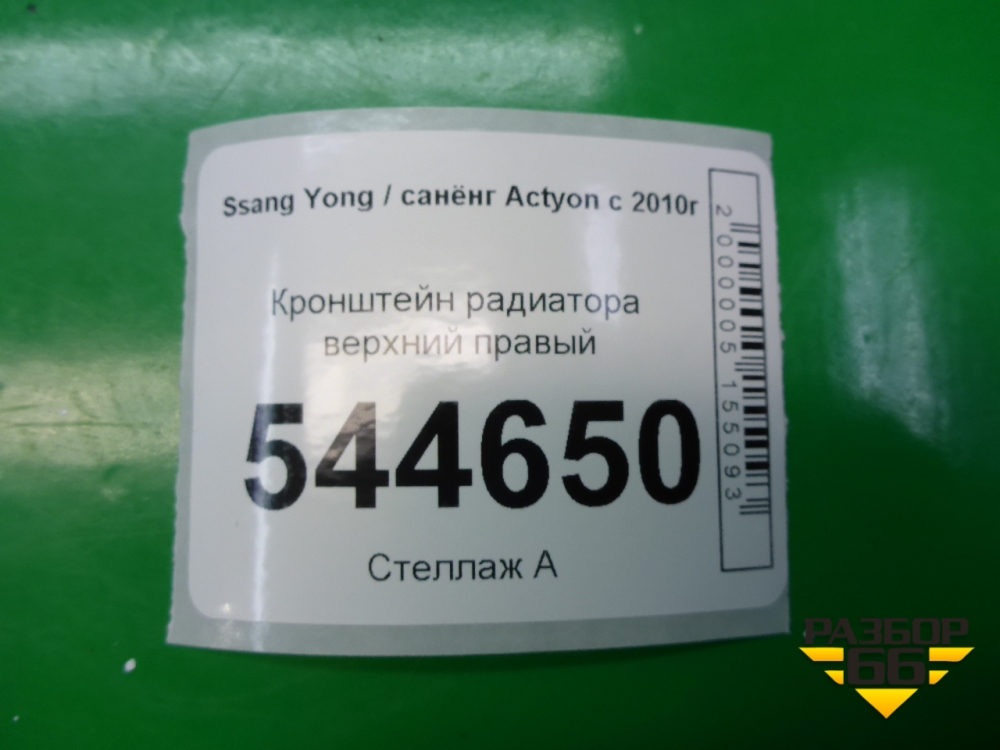 Ssang Yong / санёнг Actyon с 2010г
Кронштейн радиатора
верхний правый
544650
Стеллаж А
2000005155093
РАЗБОР
66